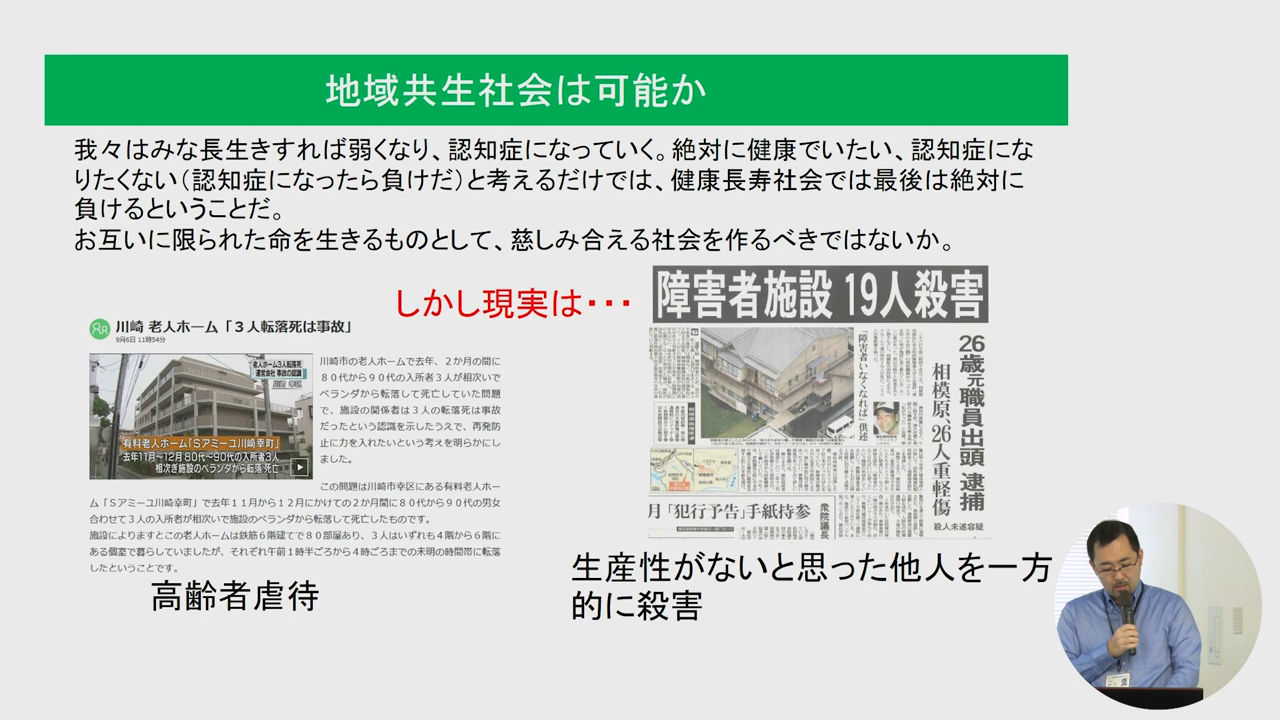 地域共生社会は可能か
我々はみな長生きすれば弱くなり、認知症になっていく。絶対に健康でいたい、認知症にな
りたくない（認知症になったら負けだ）と考えるだけでは、健康長寿社会では最後は絶対に
負けるということだ。
お互いに限られた命を生きるものとして、慈しみ合える社会を作るべきではないか。
しかし現実は・・・
川崎 老人ホーム「３人転落死は事故」
9月6日 11時54分
老人ホーム3人転落死
運営会社 事故の認識
川崎 幸区
有料老人ホーム「Sアミーユ川崎幸町」
去年11月～12月 80代～90代の入所者3人
相次ぎ施設のベランダから転落 死亡
川崎市の老人ホームで去年、２か月の間に
８０代から９０代の入所者３人が相次いで
ベランダから転落して死亡していた問題
で、施設の関係者は３人の転落死は事故
だったという認識を示したうえで、再発防
止に力を入れたいという考えを明らかにし
ました。
この問題は川崎市幸区にある有料老人ホー
ム「Ｓアミーユ川崎幸町」で去年１１月から１２月にかけての２か月間に８０代から９０代の男女
合わせて３人の入所者が相次いで施設のベランダから転落して死亡したものです。
施設によりますとこの老人ホームは鉄筋６階建てで８０部屋あり、３人はいずれも４階から６階に
ある個室で暮らしていましたが、それぞれ午前１時半ごろから４時ごろまでの未明の時間帯に転落
したということです。
高齢者虐待
障害者施設 19人殺害
26歳元職員出頭 逮捕
相模原、26人重軽傷
殺人未遂容疑
「障害者いなくなれば」供述
月「犯行予告」手紙持参
衆院議長
生産性がないと思った他人を一方
的に殺害